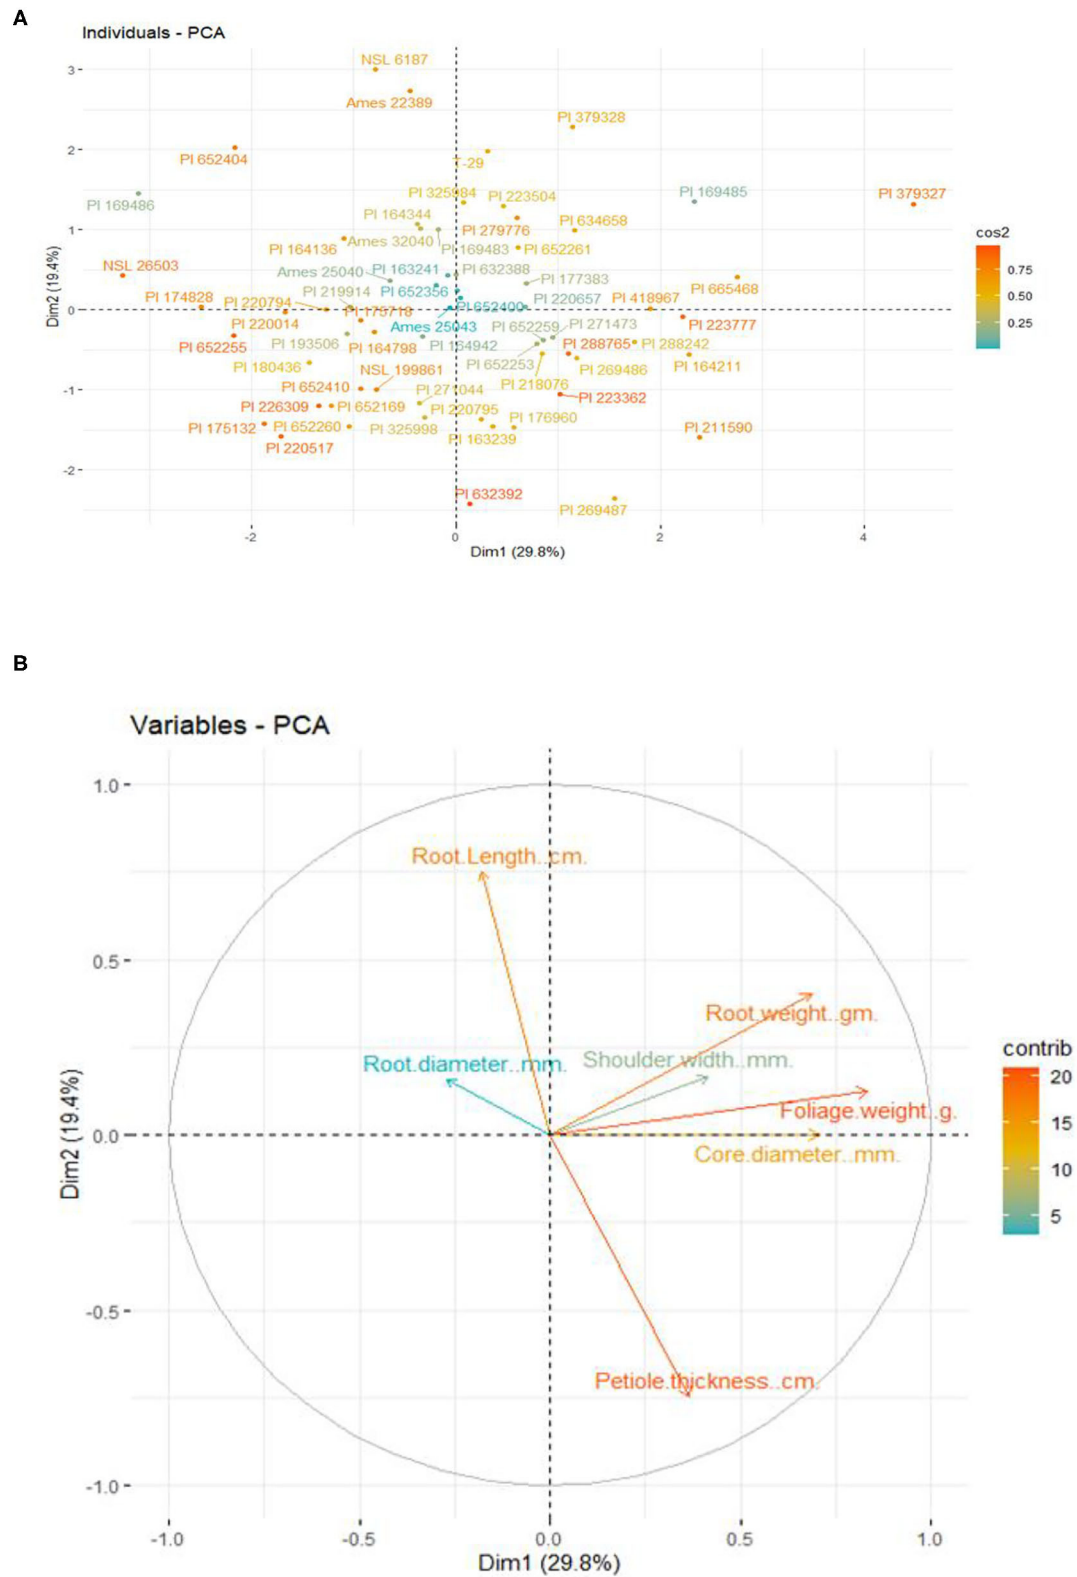 A
Individuals - PCA
NSL 6187
Ames 22389
PI 379328
PI 652404
T-29
PI 169486
PI 325984
PI 223504
PI 169485
PI 379327
PI 164344
PI 279776
PI 634658
PI 164136
Ames 32040
PI 169483
PI 652261
NSL 26503
Ames 25040
PI 163241
PI 632388
PI 177383
PI 665468
PI 174828
PI 220794
PI 219914
PI 652356
PI 652400
PI 220657
PI 418967
PI 175718
PI 220014
Ames 25043
PI 652259
PI 271473
PI 223777
PI 652255
PI 193506
PI 164798
PI 164942
PI 288765
PI 288242
PI 180436
NSL 199861
PI 652253
PI 269486
PI 164211
PI 652410
PI 271044
PI 218076
PI 223362
PI 226309
PI 652169
PI 220795
PI 176960
PI 175132
PI 652260
PI 325998
PI 163239
PI 211590
PI 220517
PI 632392
PI 269487
3
2
1
0
-1
-2
Dim2 (19.4%)
-2
0
2
4
Dim1 (29.8%)
cos2
0.75
0.50
0.25
B
Variables - PCA
Root.Length..cm.
Root.weight..gm.
Root.diameter..mm.
Shoulder.width..mm.
Foliage.weight..g.
Core.diameter..mm.
Petiole.thickness..cm.
1.0
0.5
0.0
-0.5
-1.0
Dim2 (19.4%)
-1.0
-0.5
0.0
0.5
1.0
Dim1 (29.8%)
contrib
20
15
10
5